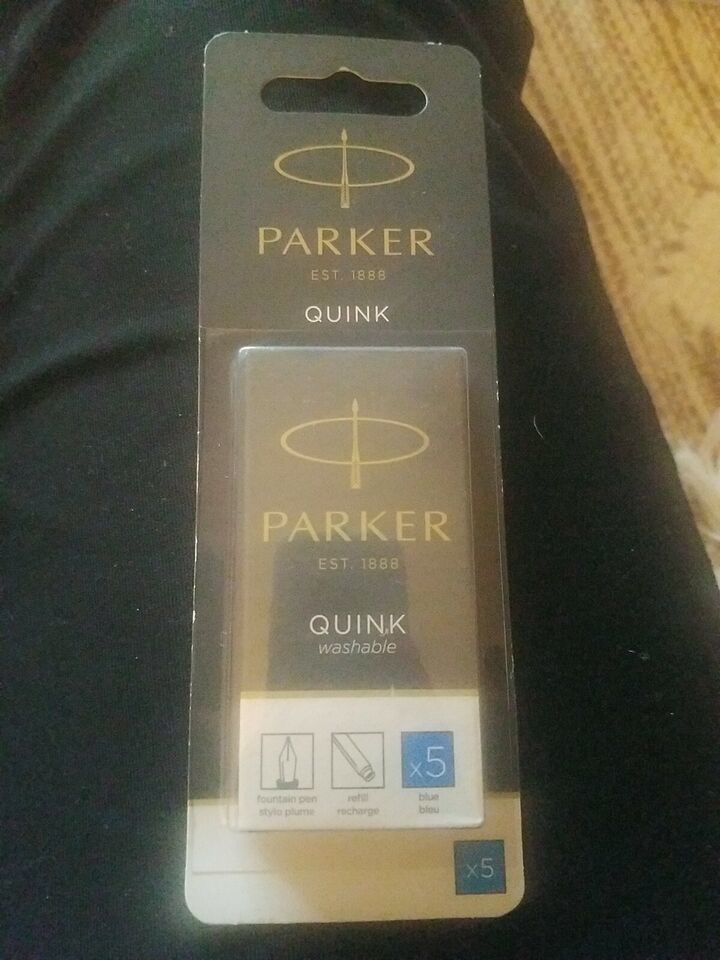 PARKER
EST. 1888
QUINK
PARKER
EST. 1888
QUINK
washable
x5
fountain pen refill blue
stylo plume recharge bleu
x5